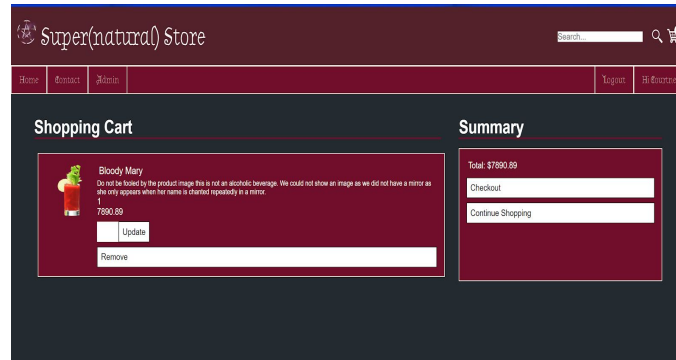 Super(natural) Store
Search...
Home Contact Admin Logout Hi Courtne
Shopping Cart
Summary
Bloody Mary
Do not be fooled by the product image this is not an alcoholic beverage. We could not show an image as we did not have a mirror as
she only appears when her name is chanted repeatedly in a mirror.
1
7890.89
Update
Remove
Total: $7890.89
Checkout
Continue Shopping